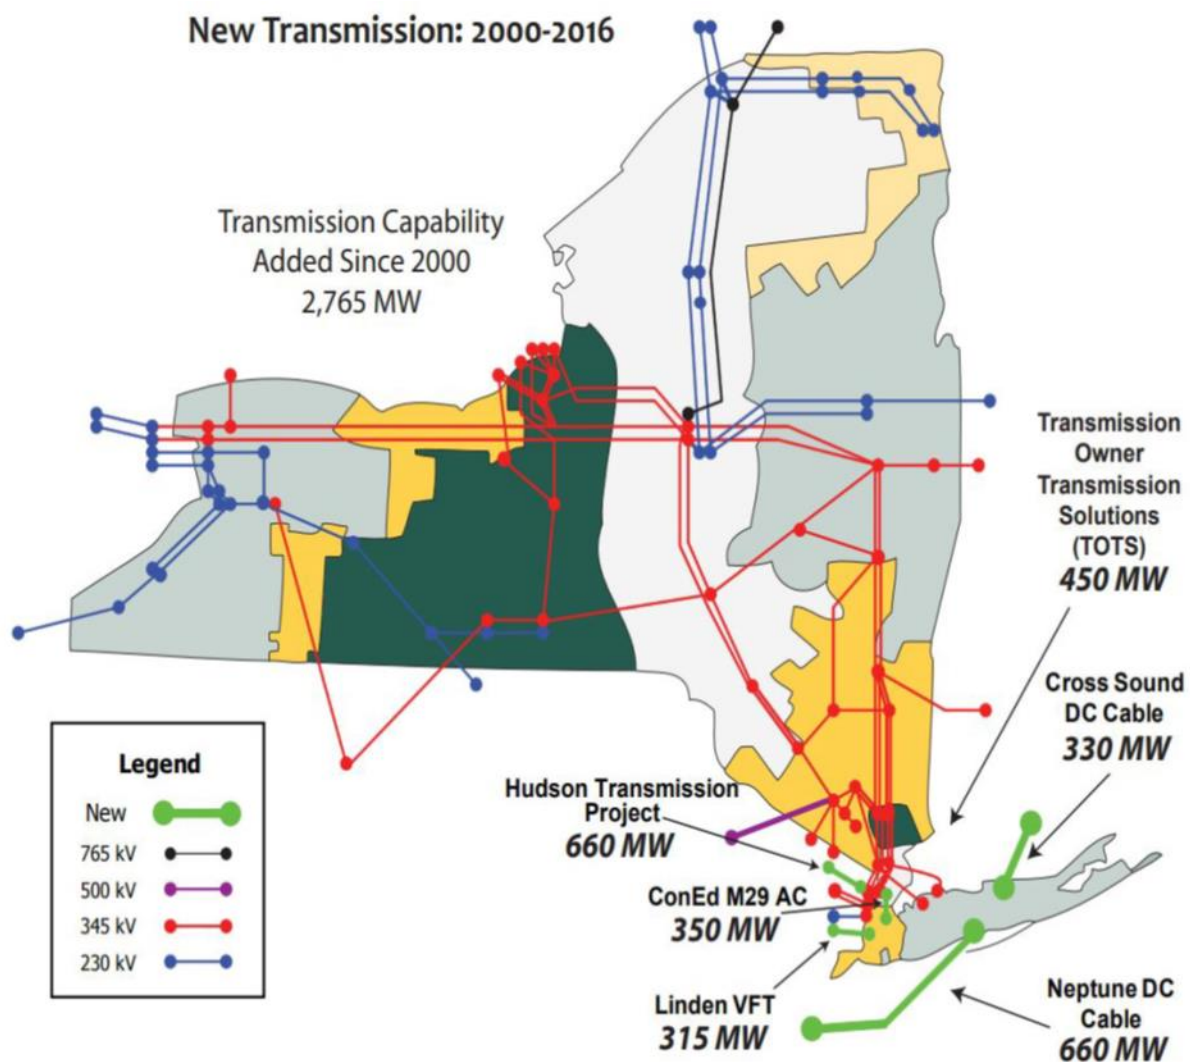 New Transmission: 2000-2016
Transmission Capability
Added Since 2000
2,765 MW
Transmission
Owner
Transmission
Solutions
(TOTS)
450 MW
Cross Sound
DC Cable
330 MW
Hudson Transmission
Project
660 MW
ConEd M29 AC
350 MW
Linden VFT
315 MW
Neptune DC
Cable
660 MW
Legend
New
765 kV
500 kV
345 kV
230 kV